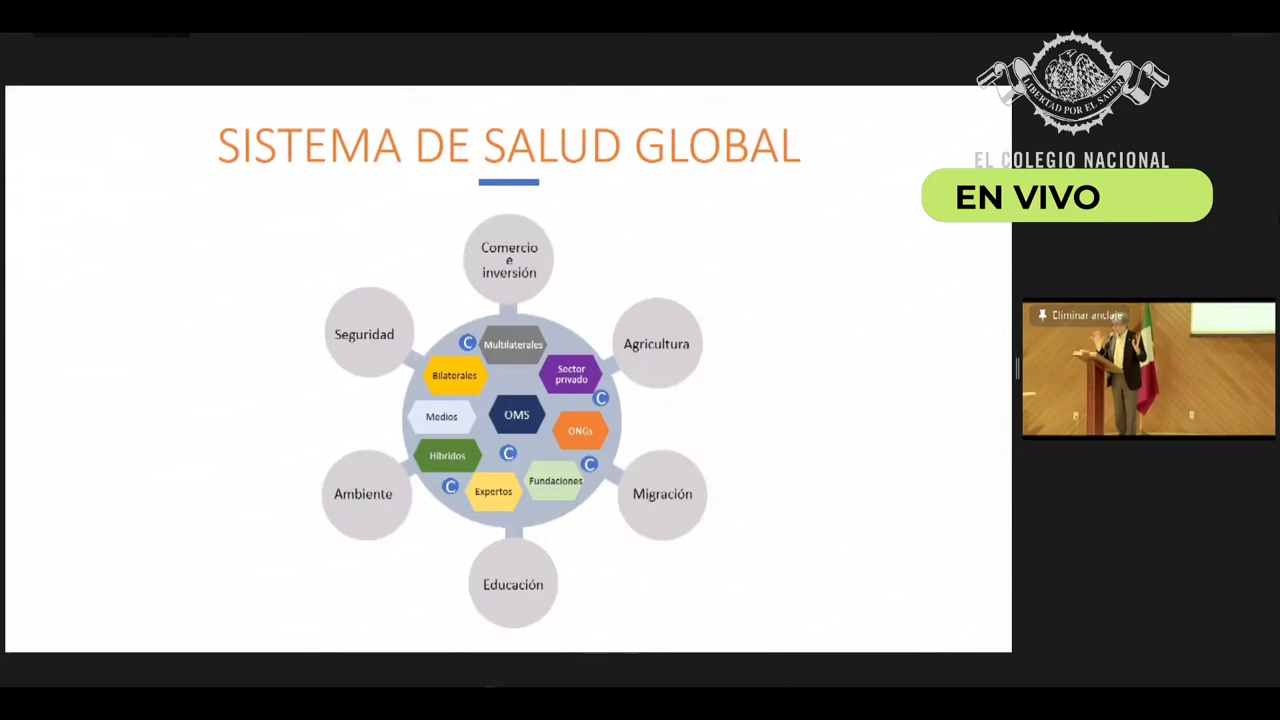 LIBERTAD POR EL SABER
EL COLEGIO NACIONAL
EN VIVO
SISTEMA DE SALUD GLOBAL
Comercio
e
inversión
Seguridad
Agricultura
C
Multilaterales
Bilaterales
Sector
privado
C
Medios
OMS
ONGs
Híbridos
C
C
Fundaciones
C
Expertos
Ambiente
Migración
Educación
Eliminar anclaje